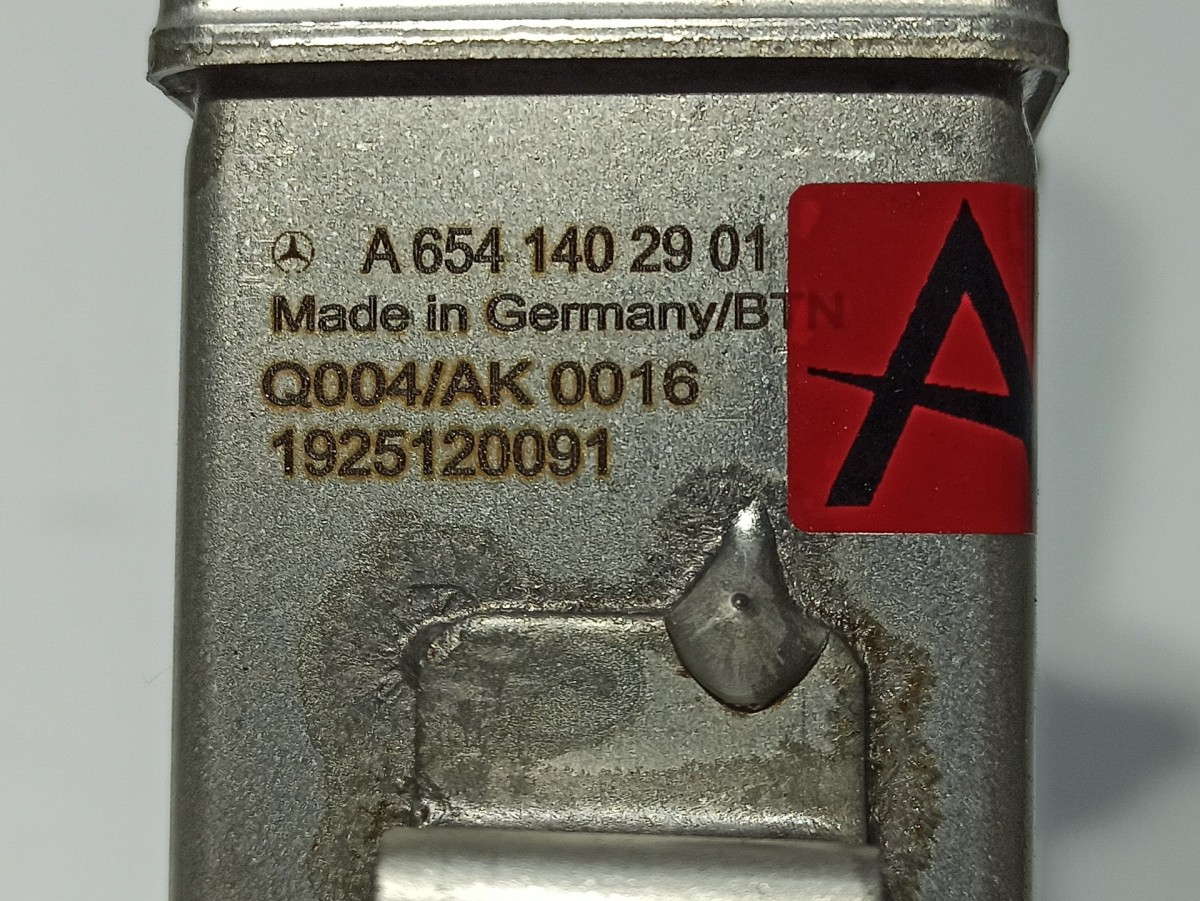 A 654 140 29 01
Made in Germany/BTN
Q004/AK 0016
1925120091
A